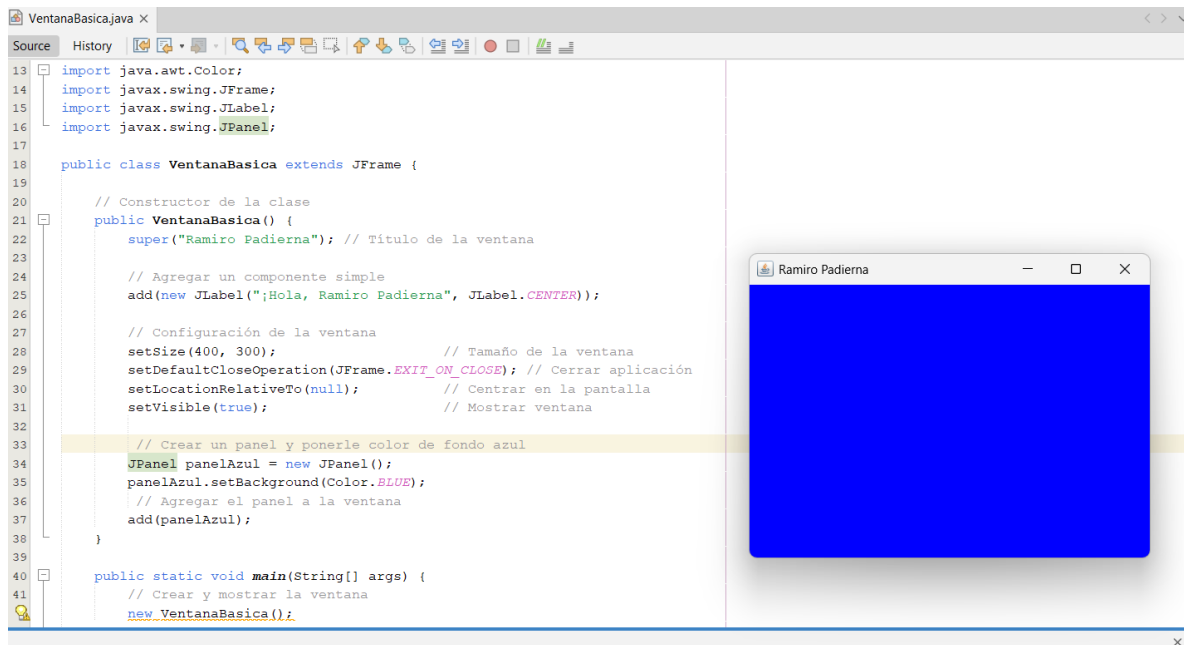 VentanaBasica.java ×
Source History
13 import java.awt.Color;
14 import javax.swing.JFrame;
15 import javax.swing.JLabel;
16 import javax.swing.JPanel;
17
18 public class VentanaBasica extends JFrame {
19
20 // Constructor de la clase
21 public VentanaBasica() {
22 super("Ramiro Padierna"); // Título de la ventana
23
24 // Agregar un componente simple
25 add(new JLabel("¡Hola, Ramiro Padierna", JLabel.CENTER));
26
27 // Configuración de la ventana
28 setSize(400, 300); // Tamaño de la ventana
29 setDefaultCloseOperation(JFrame.EXIT_ON_CLOSE); // Cerrar aplicación
30 setLocationRelativeTo(null); // Centrar en la pantalla
31 setVisible(true); // Mostrar ventana
32
33 // Crear un panel y ponerle color de fondo azul
34 JPanel panelAzul = new JPanel();
35 panelAzul.setBackground(Color.BLUE);
36 // Agregar el panel a la ventana
37 add(panelAzul);
38 }
39
40 public static void main(String[] args) {
41 // Crear y mostrar la ventana
new VentanaBasica();
Ramiro Padierna